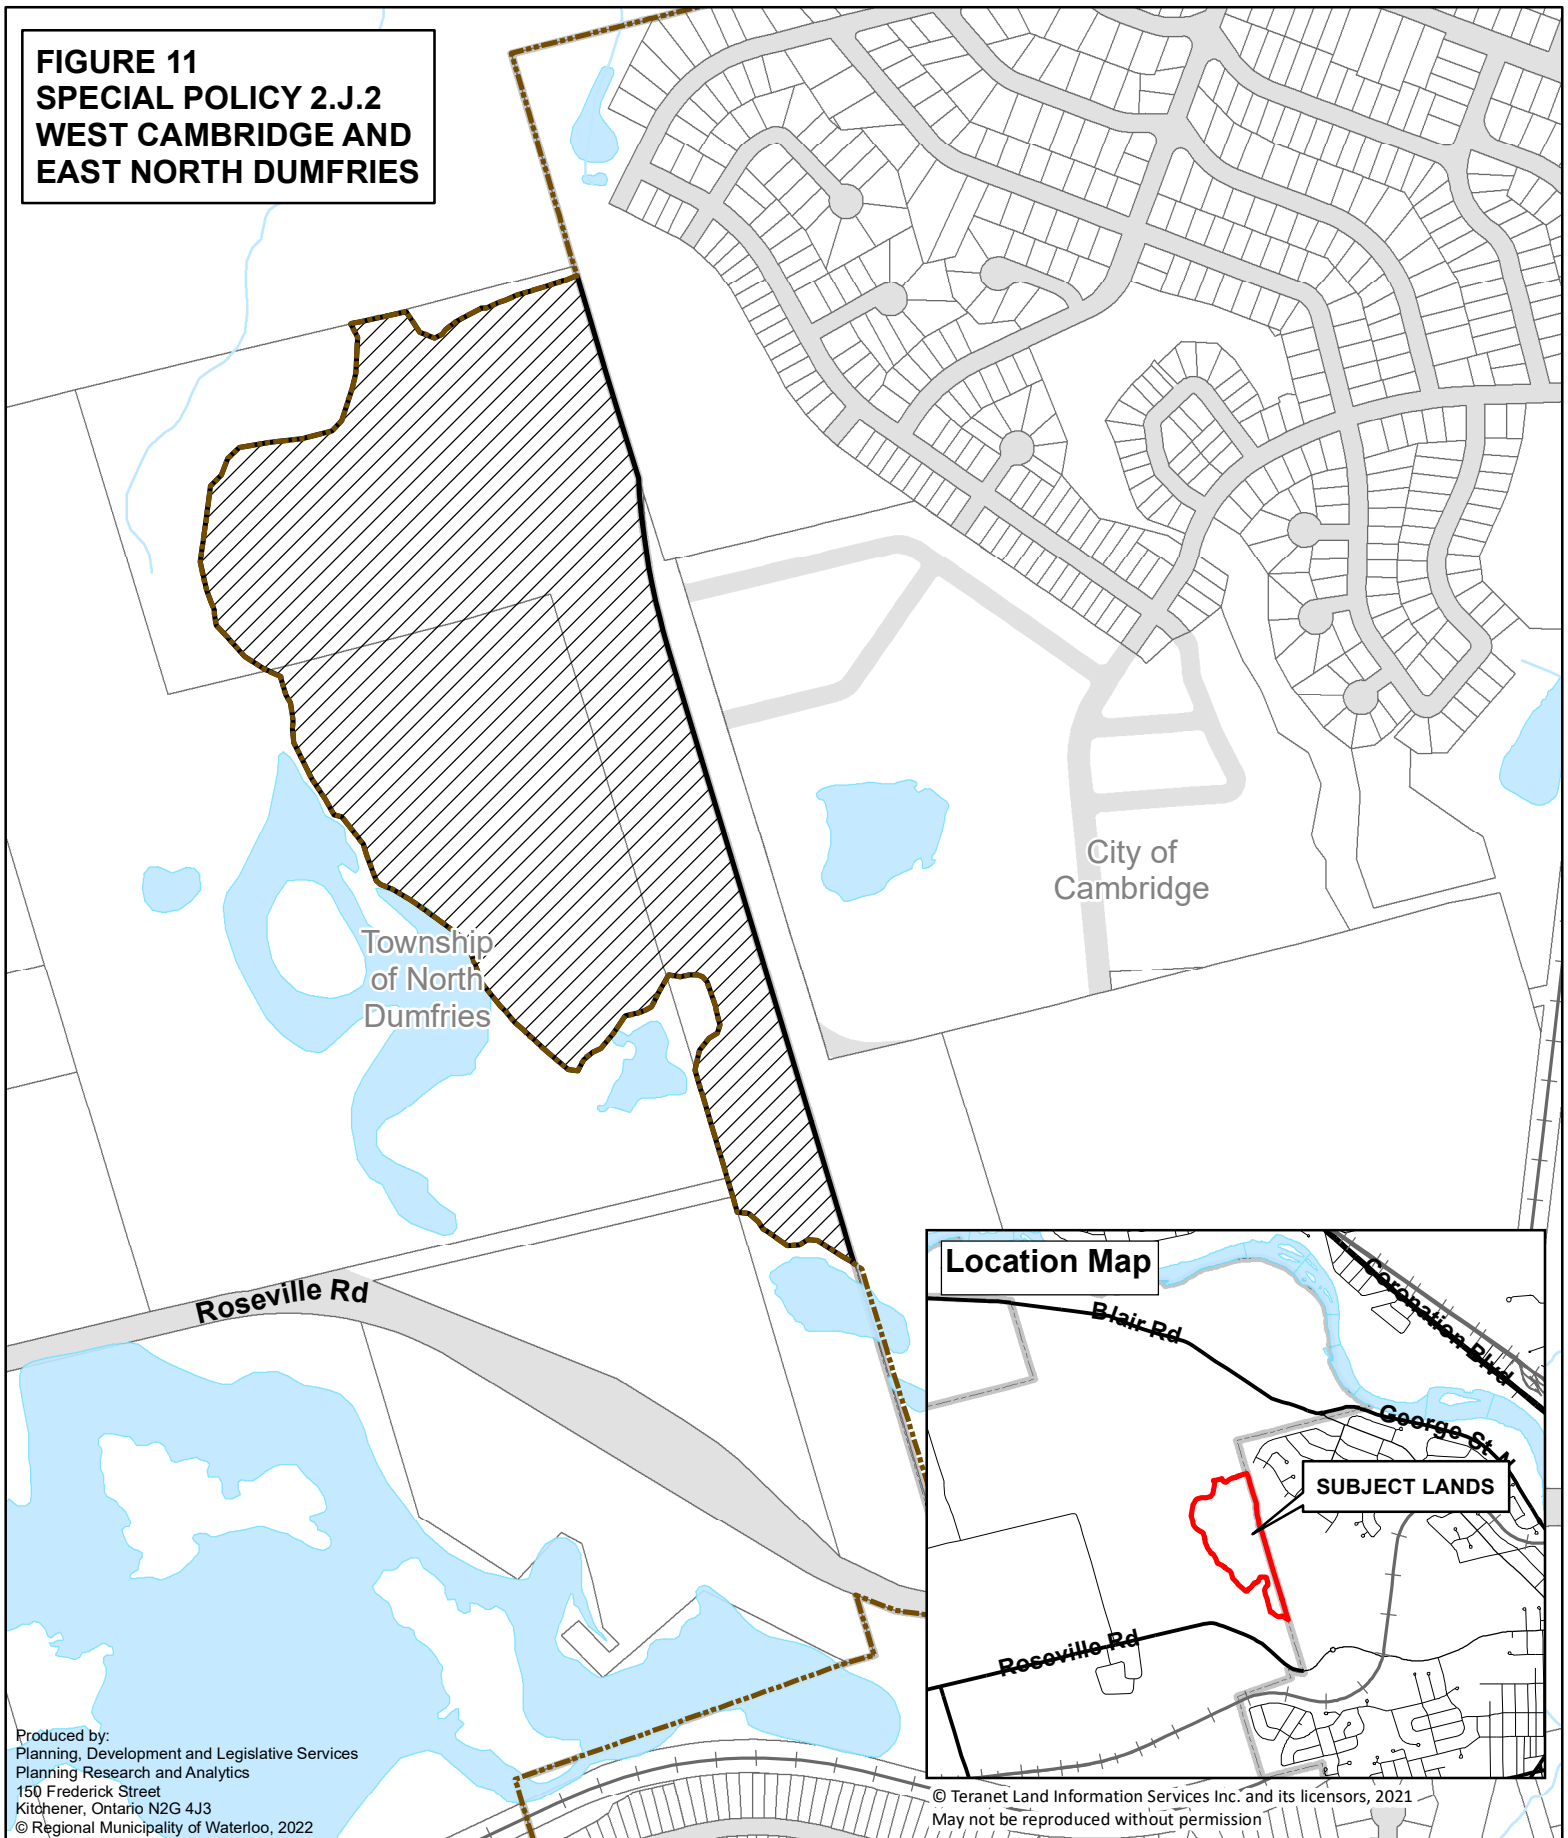 FIGURE 11
SPECIAL POLICY 2.J.2
WEST CAMBRIDGE AND
EAST NORTH DUMFRIES
City of
Cambridge
Township
of North
Dumfries
Roseville Rd
Location Map
Blair Rd
Coronation Blvd
George St N
SUBJECT LANDS
Roseville Rd
Produced by:
Planning, Development and Legislative Services
Planning Research and Analytics
150 Frederick Street
Kitchener, Ontario N2G 4J3
© Regional Municipality of Waterloo, 2022
© Teranet Land Information Services Inc. and its licensors, 2021
May not be reproduced without permission